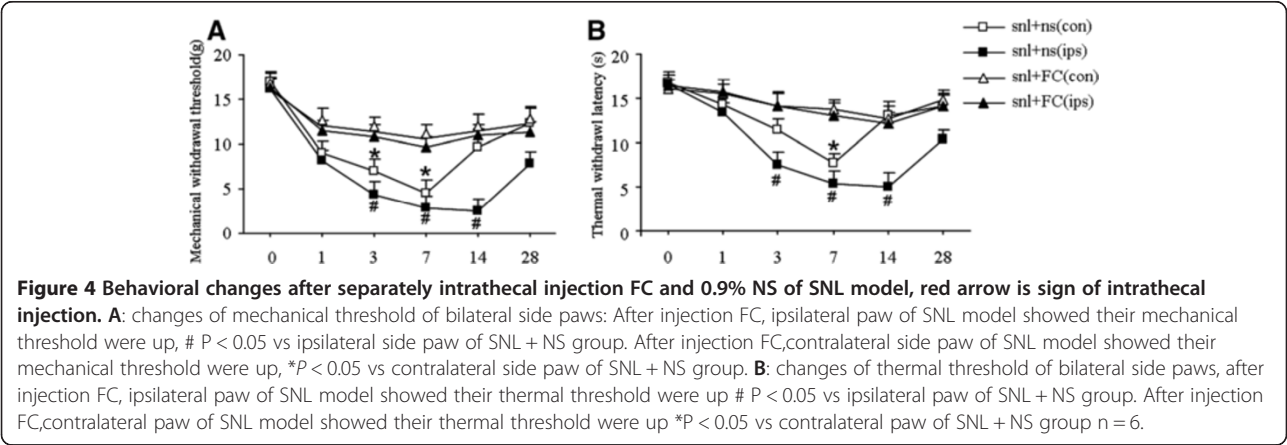 A
B
Mechanical withdrawal threshold(g)
20
15
10
5
0
0 1 3 7 14 28
*
*
#
#
#
Thermal withdrawl latency (s)
20
15
10
5
0
0 1 3 7 14 28
*
#
#
#
snl+ns(con)
snl+ns(ips)
snl+FC(con)
snl+FC(ips)
Figure 4 Behavioral changes after separately intrathecal injection FC and 0.9% NS of SNL model, red arrow is sign of intrathecal
injection. A: changes of mechanical threshold of bilateral side paws: After injection FC, ipsilateral paw of SNL model showed their mechanical
threshold were up, # P < 0.05 vs ipsilateral side paw of SNL + NS group. After injection FC,contralateral side paw of SNL model showed their
mechanical threshold were up, *P < 0.05 vs contralateral side paw of SNL + NS group. B: changes of thermal threshold of bilateral side paws, after
injection FC, ipsilateral paw of SNL model showed their thermal threshold were up # P < 0.05 vs ipsilateral paw of SNL + NS group. After injection
FC,contralateral paw of SNL model showed their thermal threshold were up *P < 0.05 vs contralateral paw of SNL + NS group n = 6.